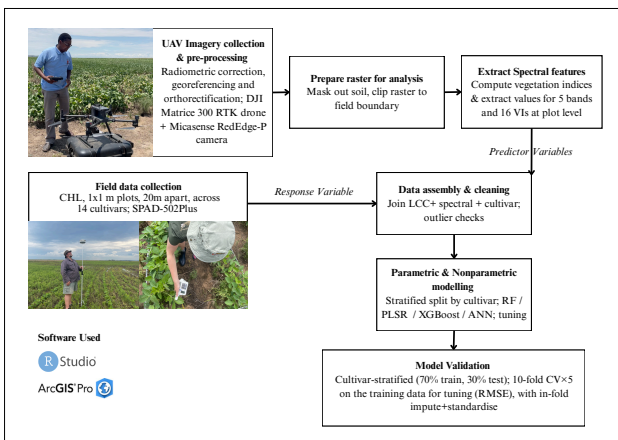 UAV Imagery collection
& pre-processing
Radiometric correction,
georeferencing and
orthorectification; DJI
Matrice 300 RTK drone
+ Micasense RedEdge-P
camera
Prepare raster for analysis
Mask out soil, clip raster to
field boundary
Extract Spectral features
Compute vegetation indices
& extract values for 5 bands
and 16 VIs at plot level
Predictor Variables
Field data collection
CHL, 1x1 m plots, 20m apart, across
14 cultivars; SPAD-502Plus
Response Variable
Data assembly & cleaning
Join LCC+ spectral + cultivar;
outlier checks
Parametric & Nonparametric
modelling
Stratified split by cultivar; RF /
PLSR / XGBoost / ANN; tuning
Model Validation
Cultivar-stratified (70% train, 30% test); 10-fold CV×5
on the training data for tuning (RMSE), with in-fold
impute+standardise
Software Used
R Studio
ArcGIS Pro